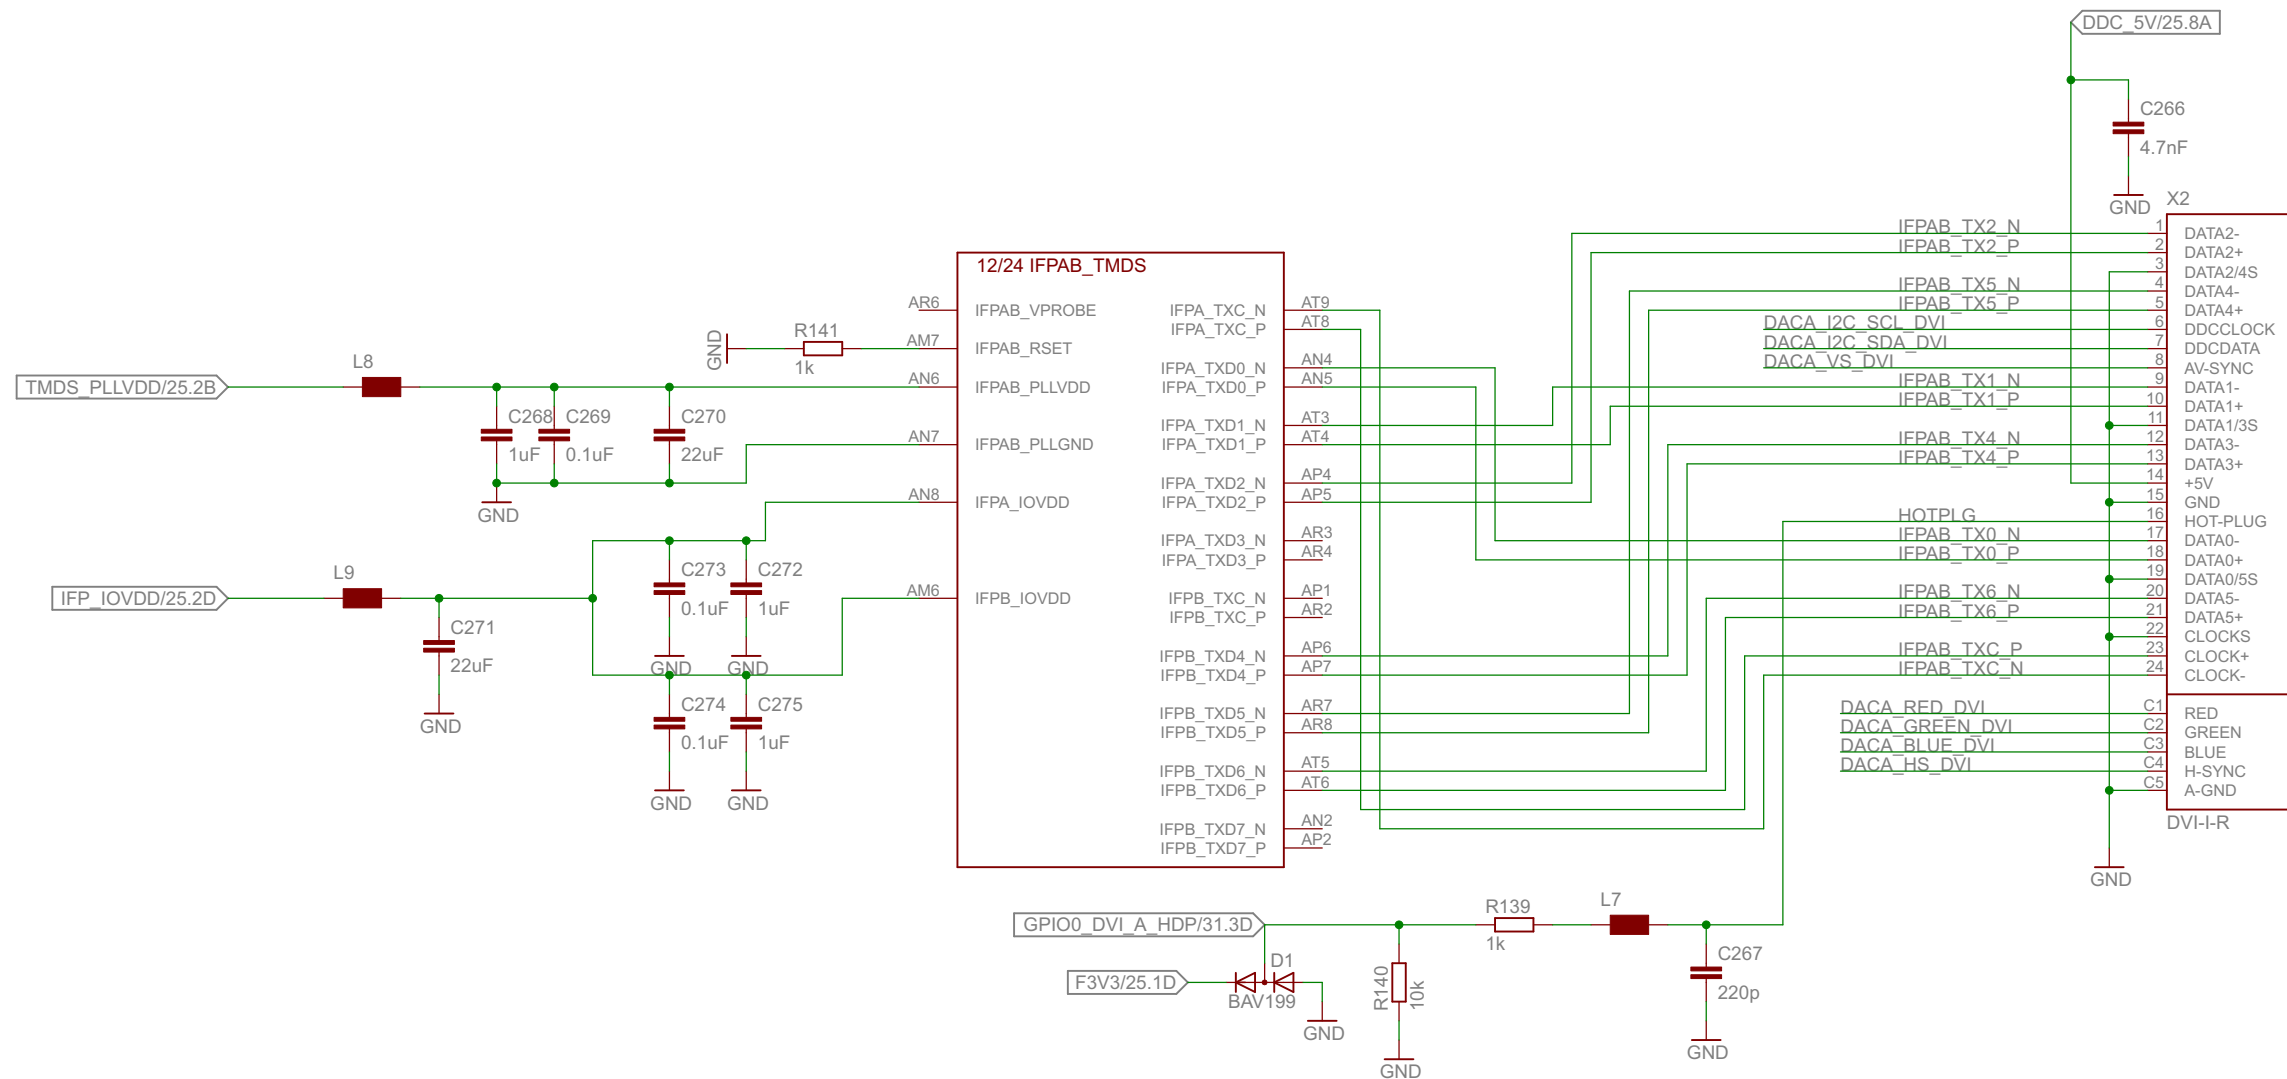 DDC_5V/25.8A
C266
4.7nF
GND
X2
IFPAB_TX2_N 1 DATA2-
IFPAB_TX2_P 2 DATA2+
3 DATA2/4S
IFPAB_TX5_N 4 DATA4-
IFPAB_TX5_P 5 DATA4+
DACA_I2C_SCL_DVI 6 DDCCLOCK
DACA_I2C_SDA_DVI 7 DDCDATA
DACA_VS_DVI 8 AV-SYNC
IFPAB_TX1_N 9 DATA1-
IFPAB_TX1_P 10 DATA1+
11 DATA1/3S
IFPAB_TX4_N 12 DATA3-
IFPAB_TX4_P 13 DATA3+
14 +5V
15 GND
HOTPLG 16 HOT-PLUG
IFPAB_TX0_N 17 DATA0-
IFPAB_TX0_P 18 DATA0+
19 DATA0/5S
IFPAB_TX6_N 20 DATA5-
IFPAB_TX6_P 21 DATA5+
22 CLOCKS
IFPAB_TXC_P 23 CLOCK+
IFPAB_TXC_N 24 CLOCK-
DACA_RED_DVI C1 RED
DACA_GREEN_DVI C2 GREEN
DACA_BLUE_DVI C3 BLUE
DACA_HS_DVI C4 H-SYNC
C5 A-GND
DVI-I-R
GND
12/24 IFPAB_TMDS
AR6 IFPAB_VPROBE
AM7 IFPAB_RSET
AN6 IFPAB_PLLVDD
AN7 IFPAB_PLLGND
AN8 IFPA_IOVDD
AM6 IFPB_IOVDD
IFPA_TXC_N AT9
IFPA_TXC_P AT8
IFPA_TXD0_N AN4
IFPA_TXD0_P AN5
IFPA_TXD1_N AT3
IFPA_TXD1_P AT4
IFPA_TXD2_N AP4
IFPA_TXD2_P AP5
IFPA_TXD3_N AR3
IFPA_TXD3_P AR4
IFPB_TXC_N AP1
IFPB_TXC_P AR2
IFPB_TXD4_N AP6
IFPB_TXD4_P AP7
IFPB_TXD5_N AR7
IFPB_TXD5_P AR8
IFPB_TXD6_N AT5
IFPB_TXD6_P AT6
IFPB_TXD7_N AN2
IFPB_TXD7_P AP2
GND
R141
1k
TMDS_PLLVDD/25.2B
L8
C268
1uF
C269
0.1uF
C270
22uF
GND
IFP_IOVDD/25.2D
L9
C271
22uF
GND
C273
0.1uF
GND
C272
1uF
GND
C274
0.1uF
GND
C275
1uF
GND
GPIO0_DVI_A_HDP/31.3D
F3V3/25.1D
D1
BAV199
GND
R140
10k
GND
R139
1k
L7
C267
220p
GND